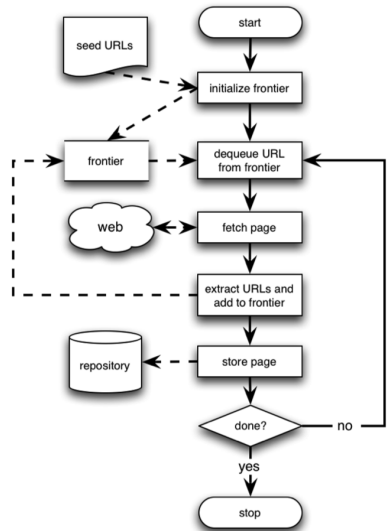 start
seed URLs
initialize frontier
frontier
dequeue URL
from frontier
web
fetch page
extract URLs and
add to frontier
repository
store page
done?
no
yes
stop